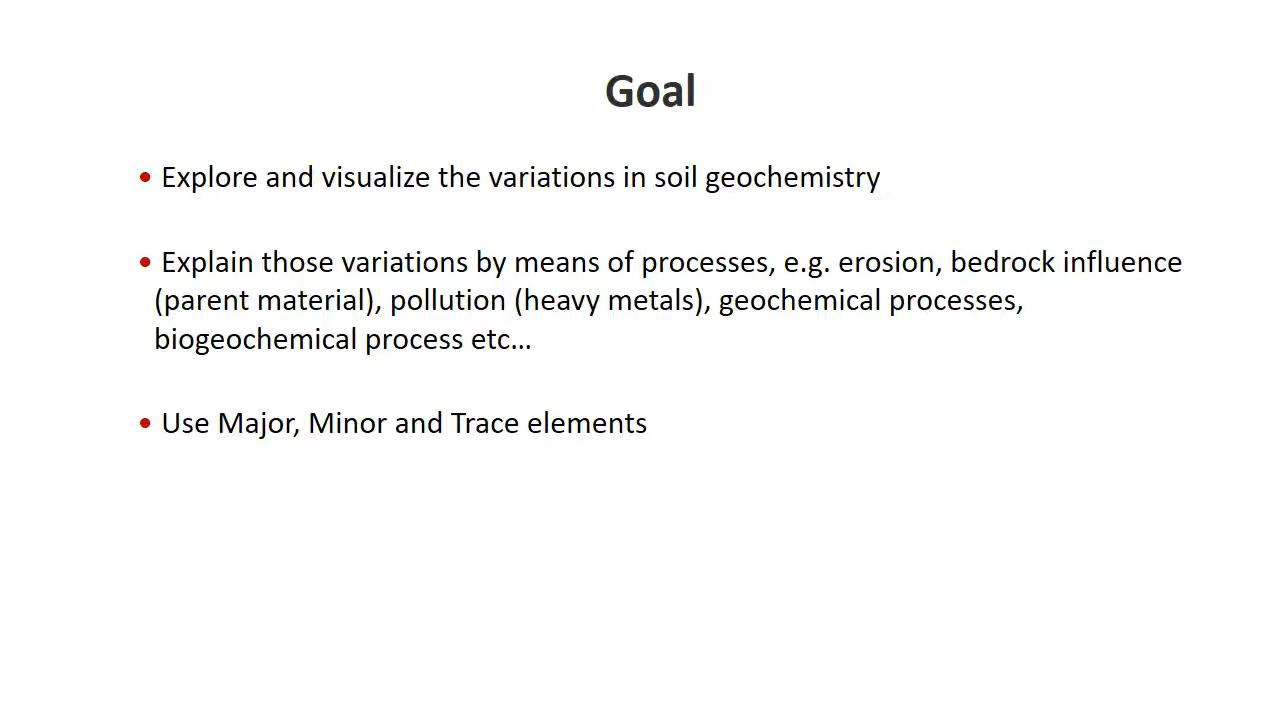 Goal
• Explore and visualize the variations in soil geochemistry
• Explain those variations by means of processes, e.g. erosion, bedrock influence
(parent material), pollution (heavy metals), geochemical processes,
biogeochemical process etc...
• Use Major, Minor and Trace elements